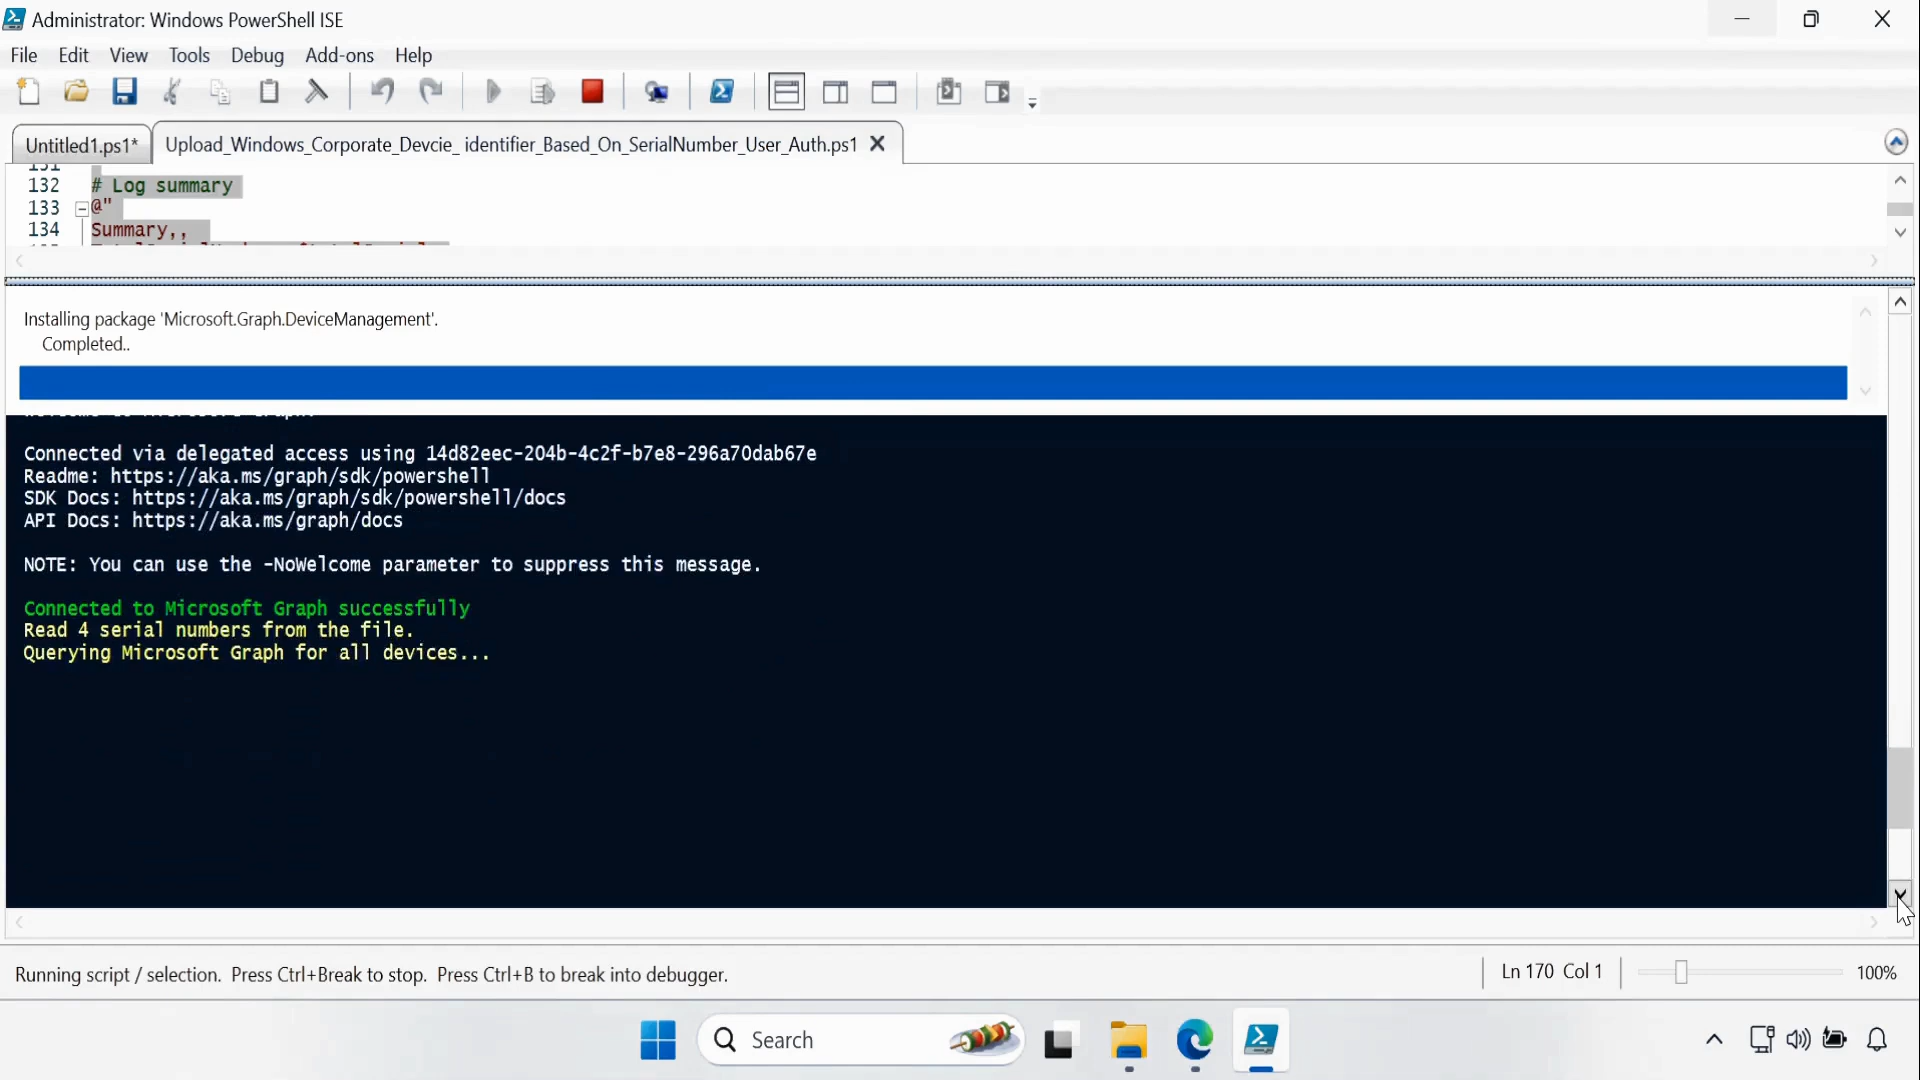 Administrator: Windows PowerShell ISE
File Edit View Tools Debug Add-ons Help
Untitled1.ps1* Upload_Windows_Corporate_Devcie_ identifier_Based_On_SerialNumber_User_Auth.ps1
131
132 # Log summary
133 @"
134 Summary,,
Installing package 'Microsoft.Graph.DeviceManagement'.
Completed..
Connected via delegated access using 14d82eec-204b-4c2f-b7e8-296a70dab67e
Readme: https://aka.ms/graph/sdk/powershell
SDK Docs: https://aka.ms/graph/sdk/powershell/docs
API Docs: https://aka.ms/graph/docs
NOTE: You can use the -NoWelcome parameter to suppress this message.
Connected to Microsoft Graph successfully
Read 4 serial numbers from the file.
Querying Microsoft Graph for all devices...
Running script / selection. Press Ctrl+Break to stop. Press Ctrl+B to break into debugger.
Ln 170 Col 1
100%
Search